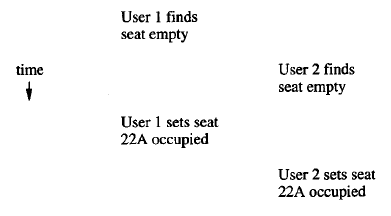 User 1 finds
seat empty
time
User 2 finds
seat empty
User 1 sets seat
22A occupied
User 2 sets seat
22A occupied